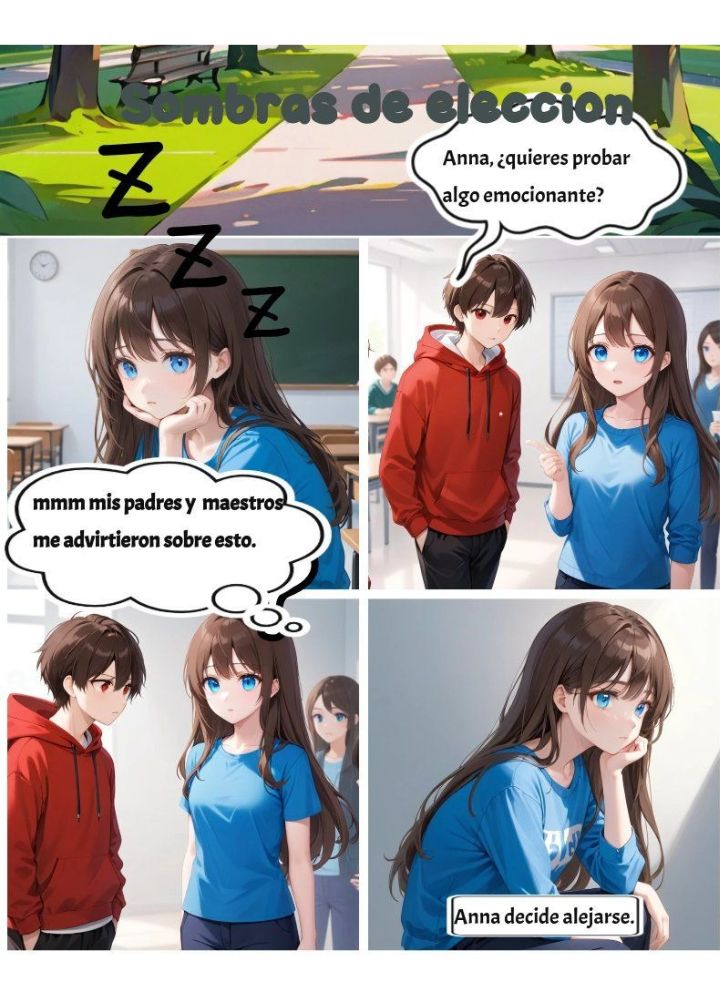 Sombras de eleccion
Anna, ¿quieres probar
algo emocionante?
Z
Z
Z
mmm mis padres y maestros
me advirtieron sobre esto.
Anna decide alejarse.